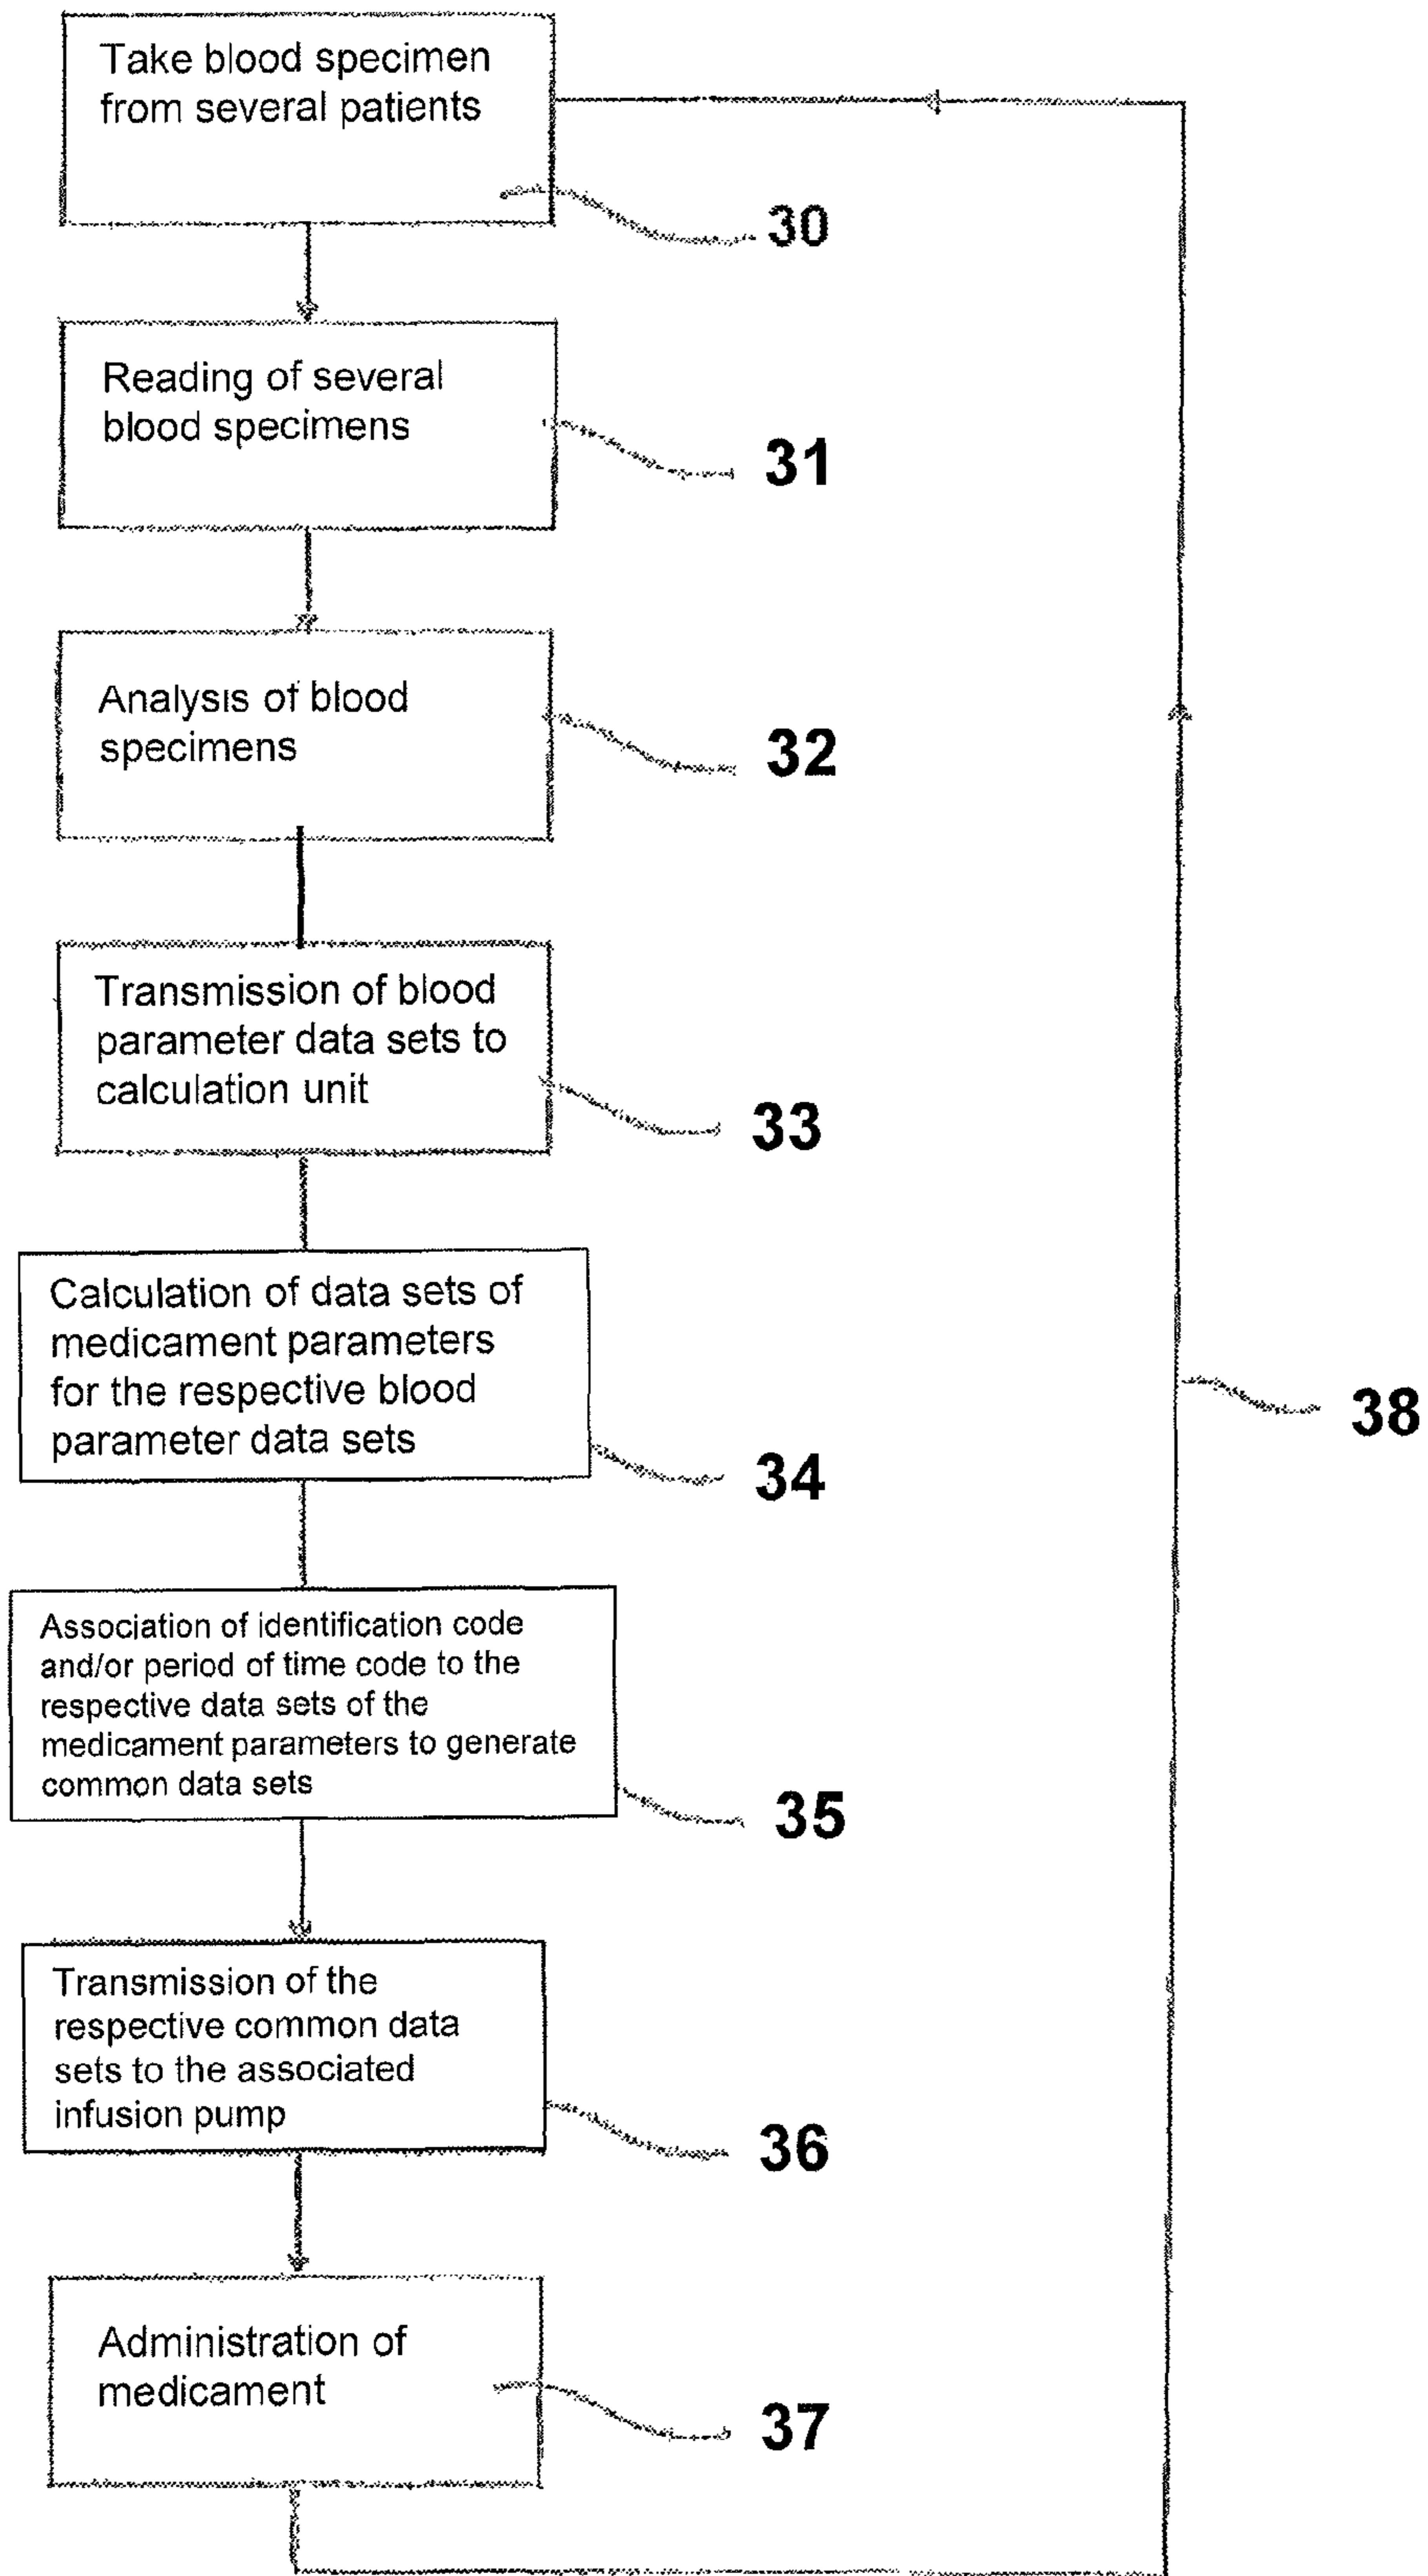 Take blood specimen
from several patients
30
Reading of several
blood specimens
31
Analysis of blood
specimens
32
Transmission of blood
parameter data sets to
calculation unit
33
Calculation of data sets of
medicament parameters
for the respective blood
parameter data sets
34
38
Association of identification code
and/or period of time code to the
respective data sets of the
medicament parameters to generate
common data sets
35
Transmission of the
respective common data
sets to the associated
infusion pump
36
Administration of
medicament
37